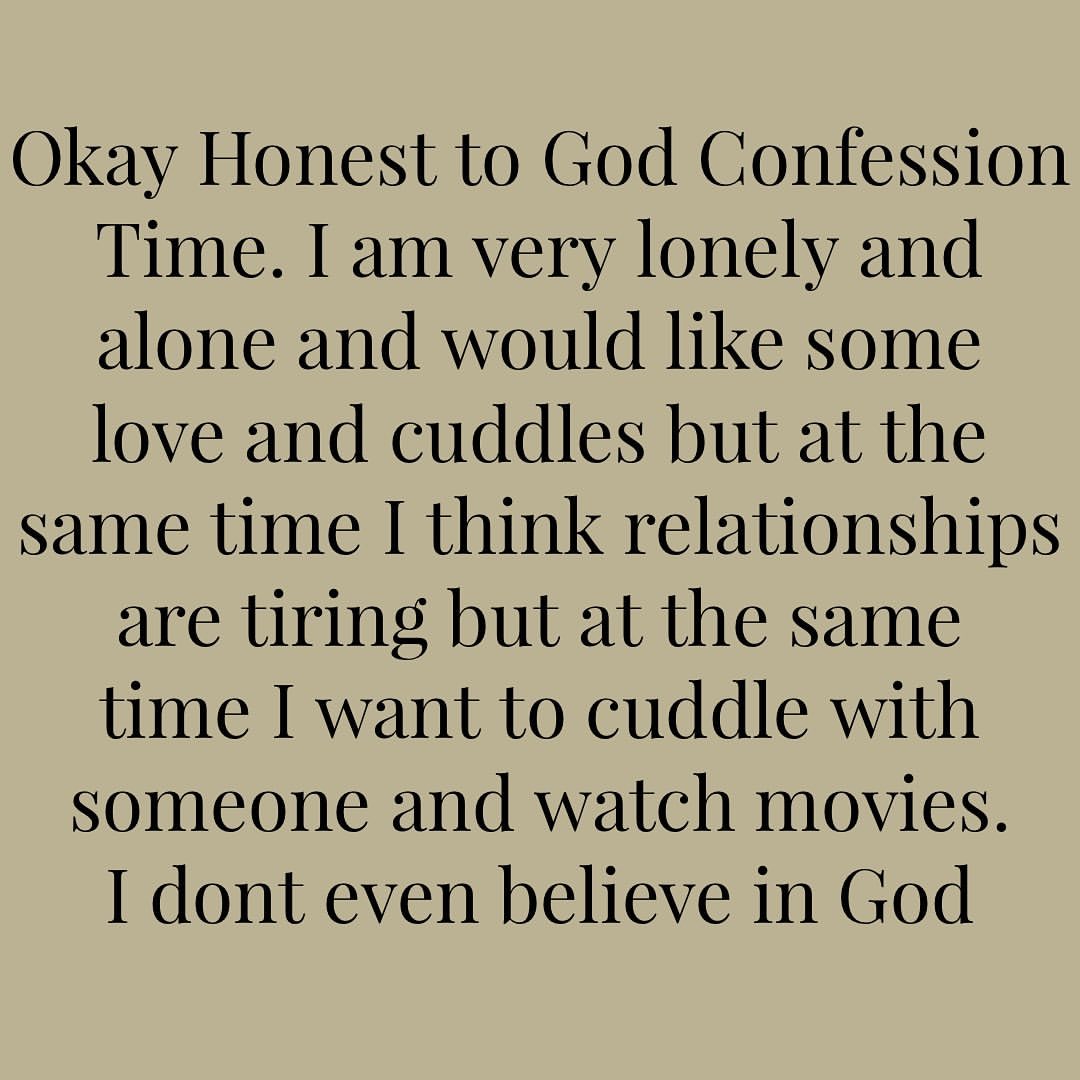 Okay Honest to God Confession
Time. I am very lonely and
alone and would like some
love and cuddles but at the
same time I think relationships
are tiring but at the same
time I want to cuddle with
someone and watch movies.
I dont even believe in God